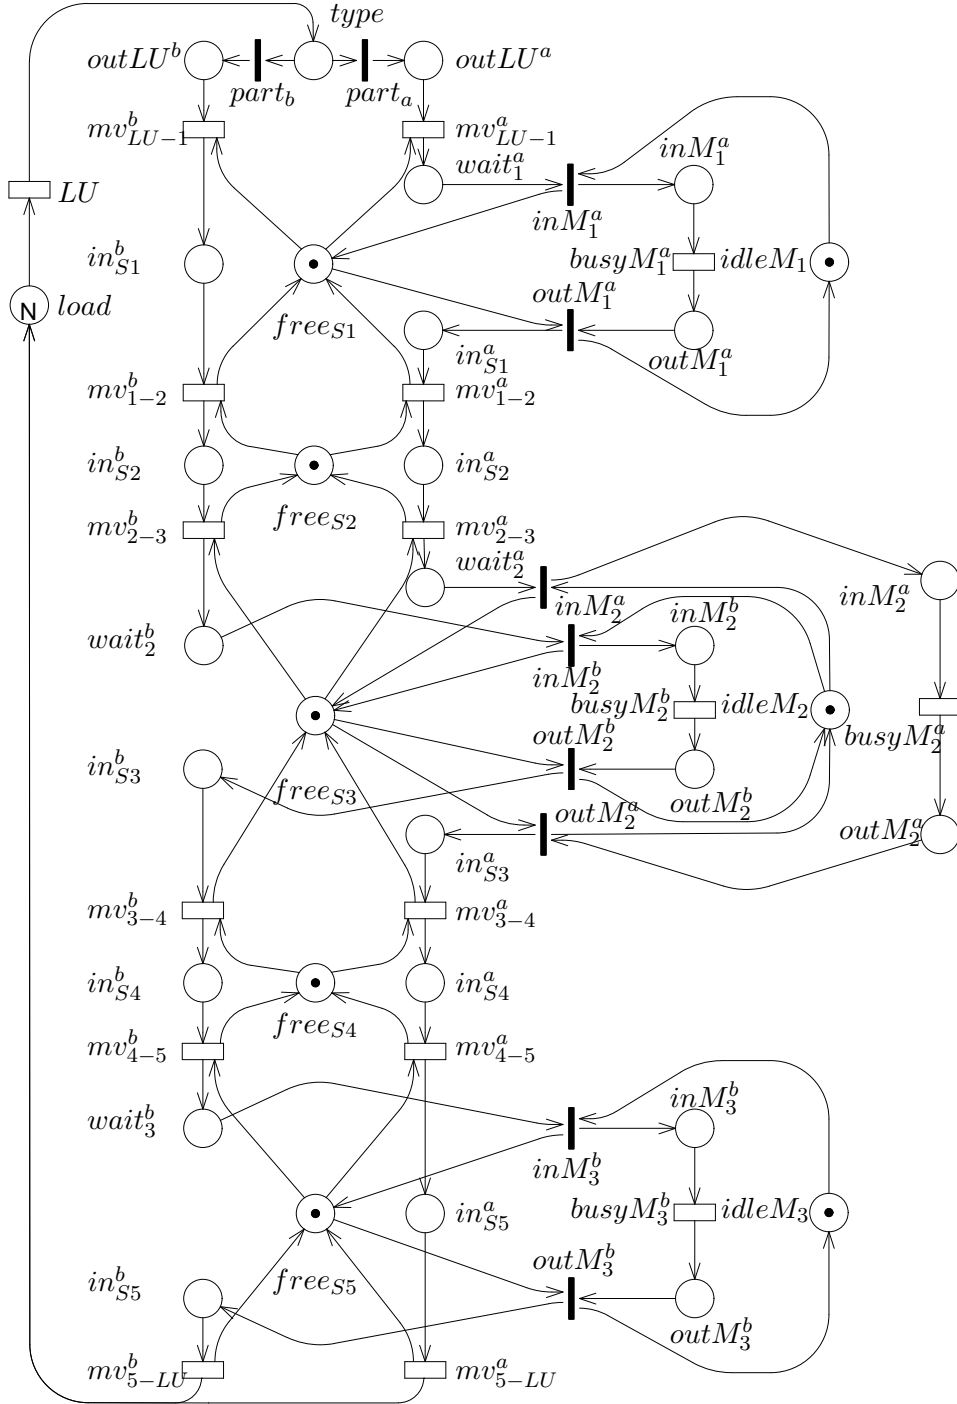 type
outLU^b
outLU^a
part_b
part_a
mv^b_{LU-1}
mv^a_{LU-1}
wait^a_1
inM^a_1
LU
inM^a_1
in^b_{S1}
busyM^a_1
idleM_1
N
load
outM^a_1
free_{S1}
in^a_{S1}
outM^a_1
mv^b_{1-2}
mv^a_{1-2}
in^b_{S2}
in^a_{S2}
free_{S2}
mv^b_{2-3}
mv^a_{2-3}
wait^a_2
inM^a_2
inM^a_2
wait^b_2
inM^b_2
inM^b_2
busyM^b_2
idleM_2
busyM^a_2
outM^b_2
in^b_{S3}
free_{S3}
outM^b_2
outM^a_2
outM^a_2
in^a_{S3}
mv^b_{3-4}
mv^a_{3-4}
in^b_{S4}
in^a_{S4}
free_{S4}
mv^b_{4-5}
mv^a_{4-5}
wait^b_3
inM^b_3
inM^b_3
in^a_{S5}
busyM^b_3
idleM_3
outM^b_3
in^b_{S5}
free_{S5}
outM^b_3
mv^b_{5-LU}
mv^a_{5-LU}